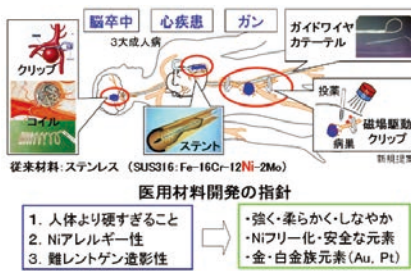 脳卒中 心疾患 ガン
3大成人病
ガイドワイヤ
カテーテル
クリップ
コイル
ステント
投薬
磁場駆動
クリップ
病巣
新規提案
従来材料:ステンレス (SUS316:Fe-16Cr-12Ni-2Mo)
医用材料開発の指針
1. 人体より硬すぎること
2. Niアレルギー性
3. 難レントゲン造影性
・強く・柔らかく・しなやか
・Niフリー化・安全な元素
・金・白金族元素(Au, Pt)